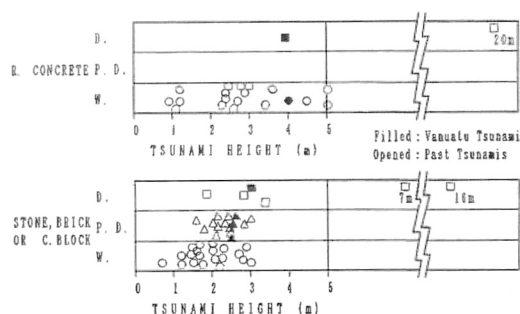 D.
20m
R. CONCRETE P. D.
W.
0 1 2 3 4 5
TSUNAMI HEIGHT (m)
Filled : Vanuatu Tsunami
Opened : Past Tsunamis
D.
7m 16m
STONE, BRICK
OR C. BLOCK
P. D.
W.
0 1 2 3 4 5
TSUNAMI HEIGHT (m)